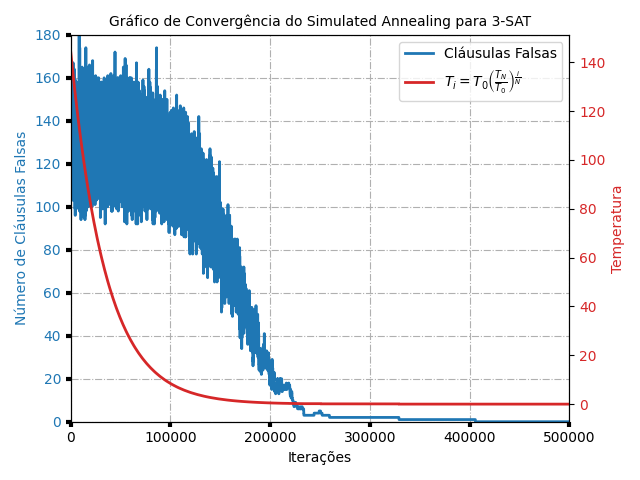 Gráfico de Convergência do Simulated Annealing para 3-SAT
180
160
140
120
100
80
60
40
20
0
Número de Cláusulas Falsas
Cláusulas Falsas
T_i = T_0(T_N/T_0)^{i/N}
140
120
100
80
60
40
20
0
Temperatura
0 100000 200000 300000 400000 500000
Iterações